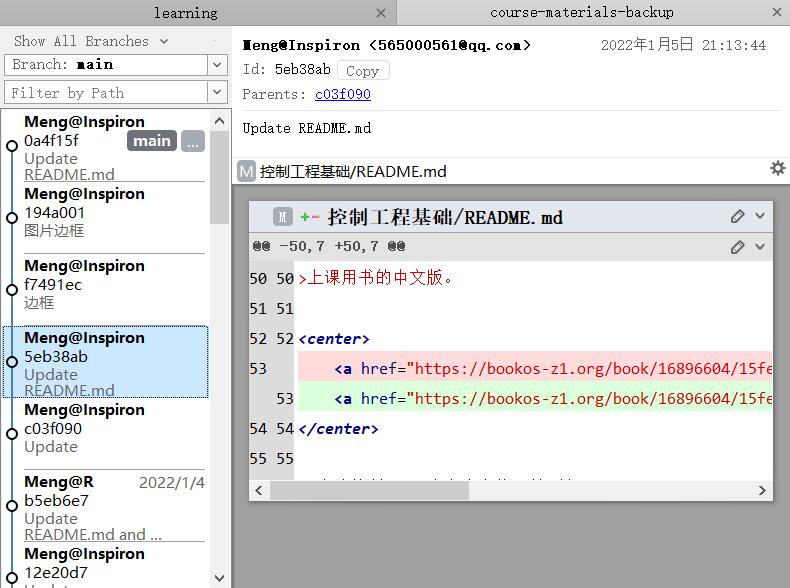 learning
course-materials-backup
Show All Branches
Branch: main
Filter by Path
Meng@Inspiron
0a4f15f
main
...
Update
README.md
Meng@Inspiron
194a001
图片边框
Meng@Inspiron
f7491ec
边框
Meng@Inspiron
5eb38ab
Update
README.md
Meng@Inspiron
c03f090
Update
Meng@R 2022/1/4
b5eb6e7
Update
README.md and ...
Meng@Inspiron
12e20d7
Meng@Inspiron <565000561@qq.com> 2022年1月5日 21:13:44
Id: 5eb38ab Copy
Parents: c03f090
Update README.md
M 控制工程基础/README.md
M +- 控制工程基础/README.md
@@ -50,7 +50,7 @@
50 50 >上课用书的中文版。
51 51
52 52 <center>
53 <a href="https://bookos-z1.org/book/16896604/15fe
53 <a href="https://bookos-z1.org/book/16896604/15fe
54 54 </center>
55 55